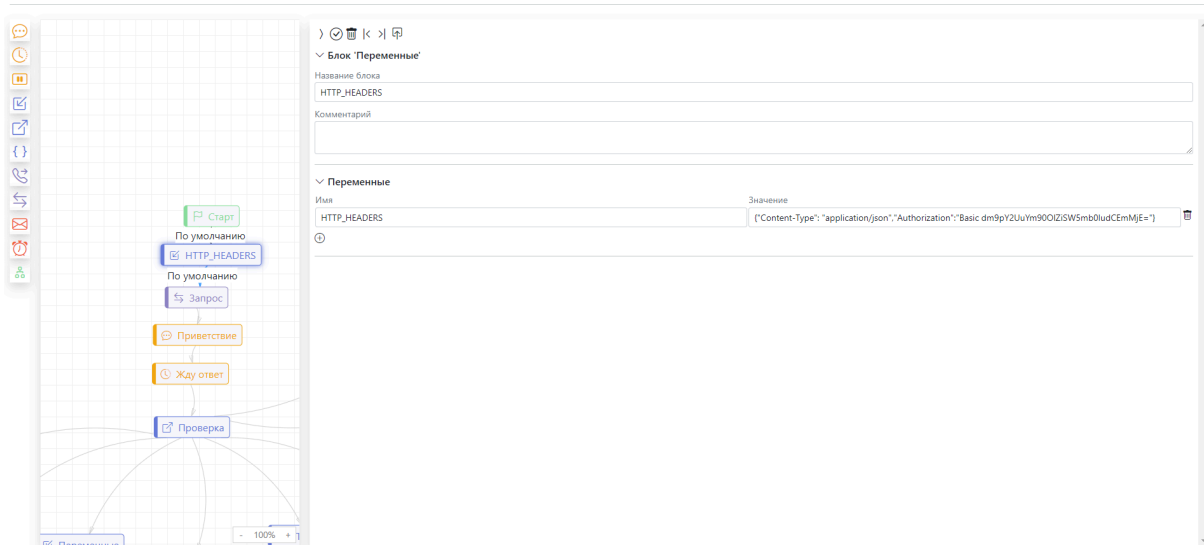 Блок 'Переменные'
Название блока
HTTP_HEADERS
Комментарий
Переменные
Имя
Значение
HTTP_HEADERS
{"Content-Type": "application/json","Authorization":"Basic dm9pY2UuYm90OlZiSW5mb0ludCEmMjE="}
Старт
По умолчанию
HTTP_HEADERS
По умолчанию
Запрос
Приветствие
Жду ответ
Проверка
- 100% +
Переменные